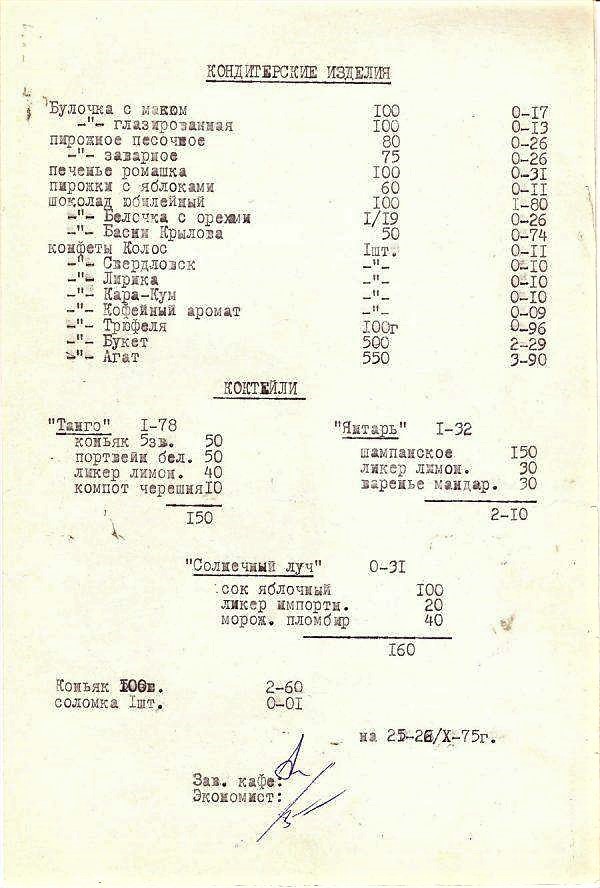 КОНДИТЕРСКИЕ ИЗДЕЛИЯ
Булочка с маком 100 0-17
-"- глазированная 100 0-13
пирожное песочное 80 0-26
-"- заварное 75 0-26
печенье ромашка 100 0-31
пирожки с яблоками 60 0-11
шоколад юбилейный 100 1-80
-"- Белочка с орехами 1/19 0-26
-"- Басни Крылова 50 0-74
конфеты Колос 1шт. 0-11
-"- Свердловск -"- 0-10
-"- Лирика -"- 0-10
-"- Кара-Кум -"- 0-10
-"- Кофейный аромат -"- 0-09
-"- Трюфеля 100г 0-96
-"- Букет 500 2-29
-"- Агат 550 3-90
КОКТЕЙЛИ
"Танго" 1-78
коньяк 5зв. 50
портвейн бел. 50
ликер лимон. 40
компот черешня 10
150
"Янтарь" 1-32
шампанское 150
ликер лимон. 30
варенье мандар. 30
2-10
"Солнечный луч" 0-31
сок яблочный 100
ликер импортн. 20
морож. пломбир 40
160
Коньяк 2-60
соломка 1шт. 0-01
на /X-75г.
Зав. кафе:
Экономист: